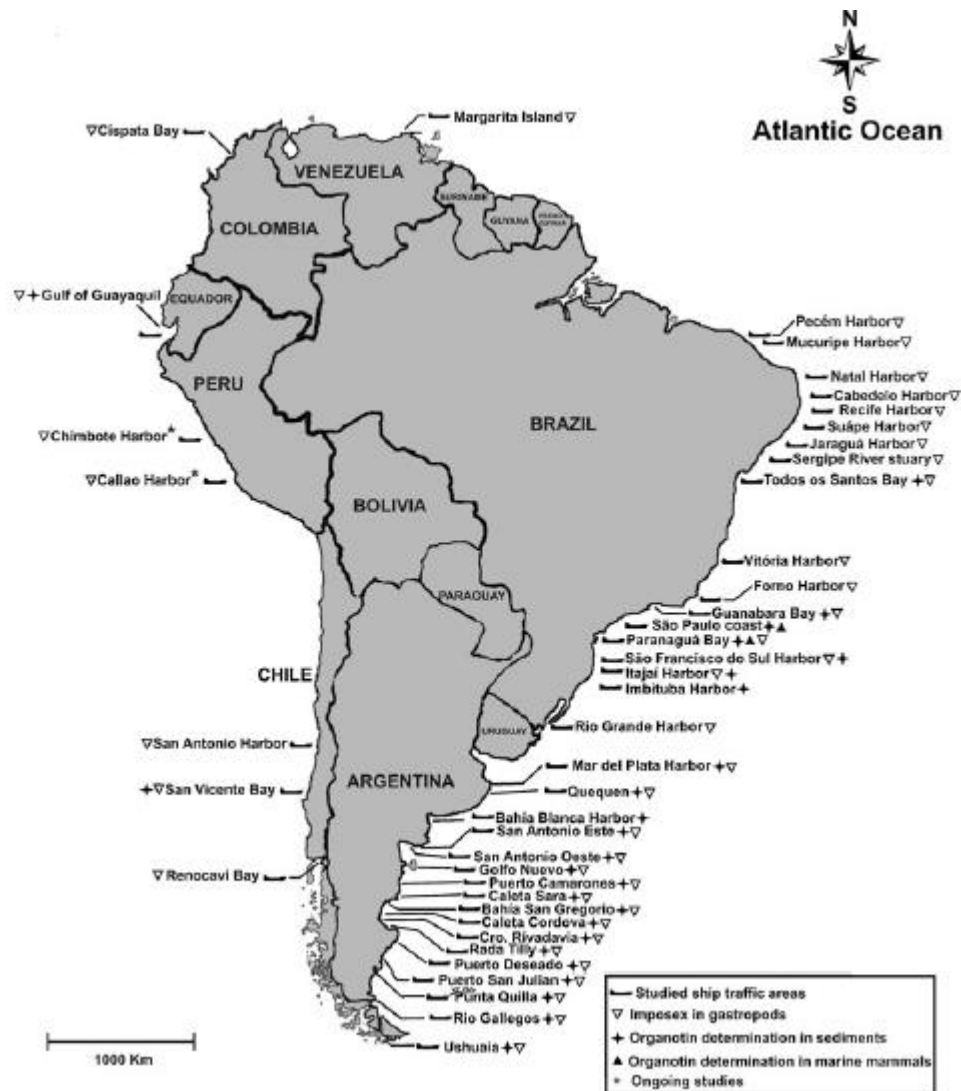 N
S
Atlantic Ocean
▽Cispata Bay
Margarita Island▽
VENEZUELA
COLOMBIA
SURINABE
GUYANA
▽✦Gulf of Guayaquil
EQUADOR
PERU
BRAZIL
Pecém Harbor▽
Mucuripe Harbor▽
Natal Harbor▽
Cabedelo Harbor▽
Recife Harbor▽
Suápe Harbor▽
Jaraguá Harbor▽
Sergipe River stuary▽
Todos os Santos Bay ✦▽
▽Chimbote Harbor*
▽Callao Harbor*
BOLIVIA
PARAGUAY
Vitória Harbor▽
Forno Harbor▽
Guanabara Bay ✦▽
São Paulo coast✦▲
Paranaguá Bay ✦▲▽
São Francisco do Sul Harbor▽✦
Itajaí Harbor▽✦
Imbituba Harbor✦
CHILE
URUGUAY
Rio Grande Harbor▽
▽San Antonio Harbor
ARGENTINA
Mar del Plata Harbor ✦▽
✦▽San Vicente Bay
Quequen ✦▽
Bahía Blanca Harbor✦
San Antonio Este ✦▽
San Antonio Oeste ✦▽
▽Renocavi Bay
Golfo Nuevo✦▽
Puerto Camarones✦▽
Caleta Sara ✦▽
Bahía San Gregorio✦▽
Caleta Cordova ✦▽
Cro. Rivadavia ✦▽
Rada Tilly ✦▽
Puerto Deseado ✦▽
Puerto San Julian ✦▽
Punta Quilla ✦▽
Rio Gallegos ✦▽
Ushuaia ✦▽
1000 Km
Studied ship traffic areas
▽ Imposex in gastropods
✦ Organotin determination in sediments
▲ Organotin determination in marine mammals
* Ongoing studies